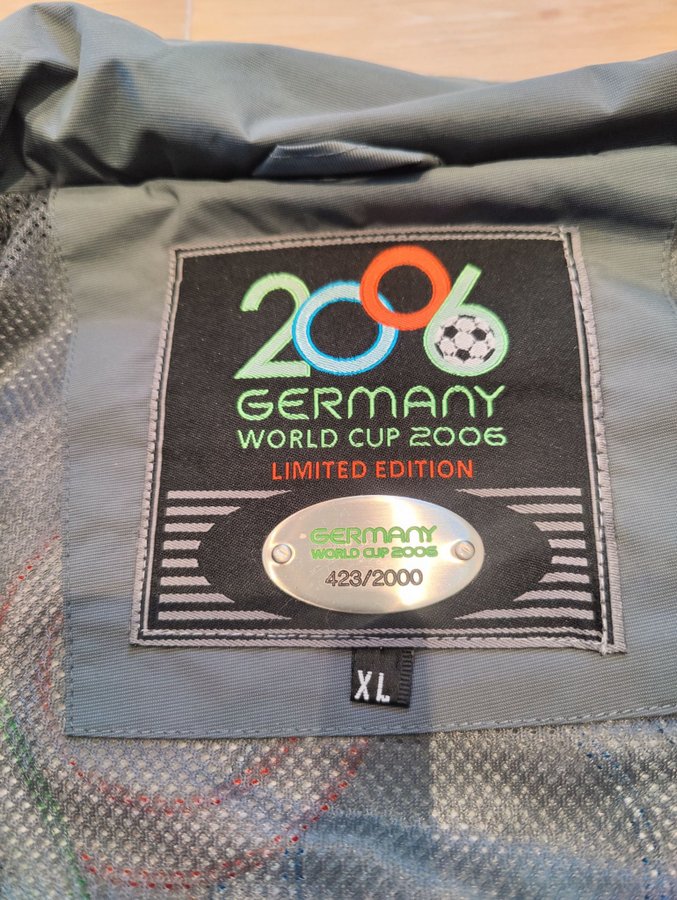 2006
GERMANY
WORLD CUP 2006
LIMITED EDITION
GERMANY
WORLD CUP 2006
423/2000
XL